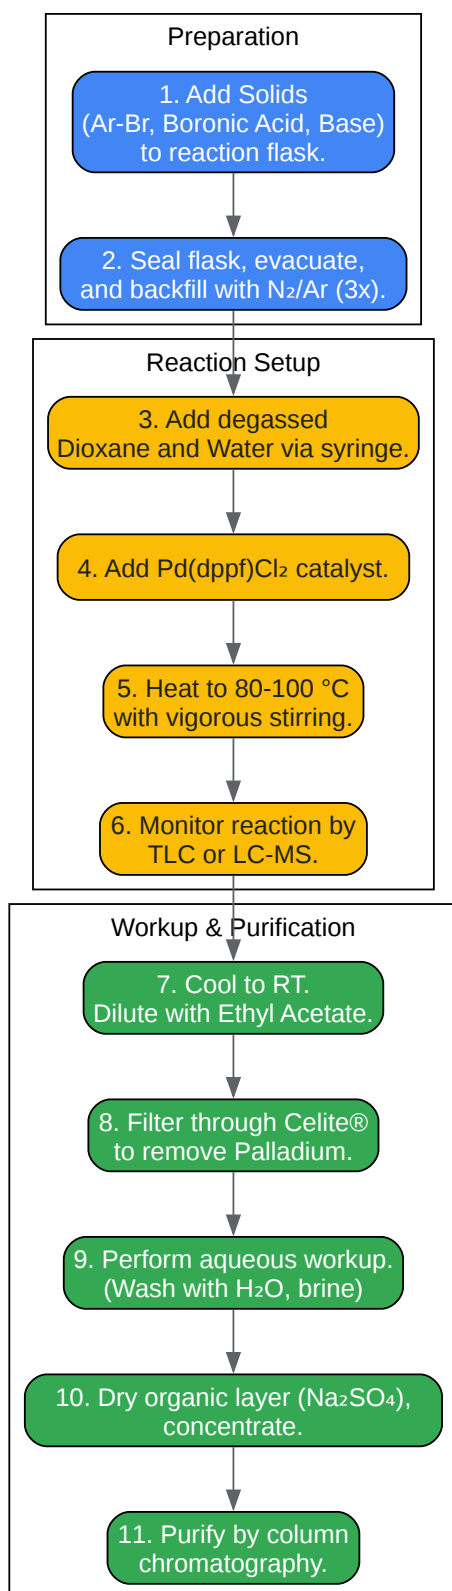 Preparation
1. Add Solids
(Ar-Br, Boronic Acid, Base)
to reaction flask.
2. Seal flask, evacuate,
and backfill with N₂/Ar (3x).
Reaction Setup
3. Add degassed
Dioxane and Water via syringe.
4. Add Pd(dppf)Cl₂ catalyst.
5. Heat to 80-100 °C
with vigorous stirring.
6. Monitor reaction by
TLC or LC-MS.
Workup & Purification
7. Cool to RT.
Dilute with Ethyl Acetate.
8. Filter through Celite®
to remove Palladium.
9. Perform aqueous workup.
(Wash with H₂O, brine)
10. Dry organic layer (Na₂SO₄),
concentrate.
11. Purify by column
chromatography.